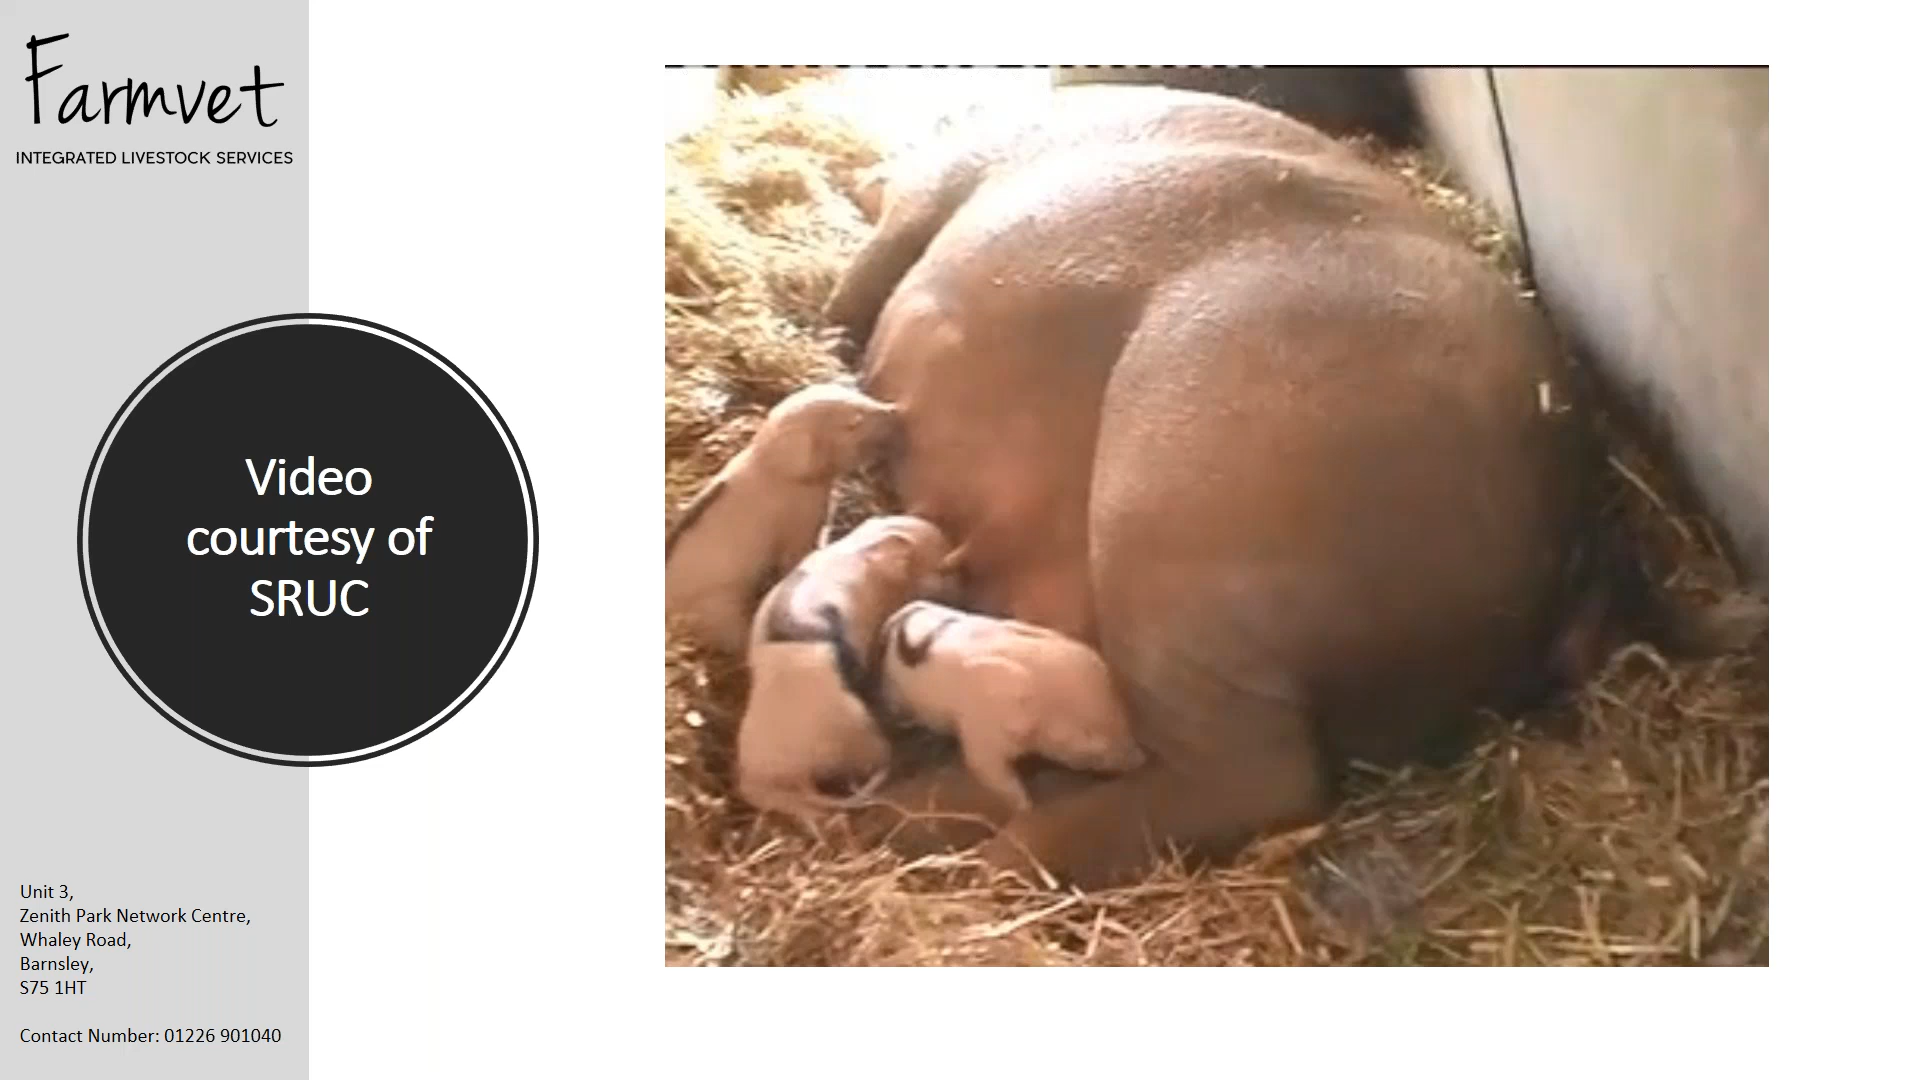 Farmvet
INTEGRATED LIVESTOCK SERVICES
Video
courtesy of
SRUC
Unit 3,
Zenith Park Network Centre,
Whaley Road,
Barnsley,
S75 1HT
Contact Number: 01226 901040